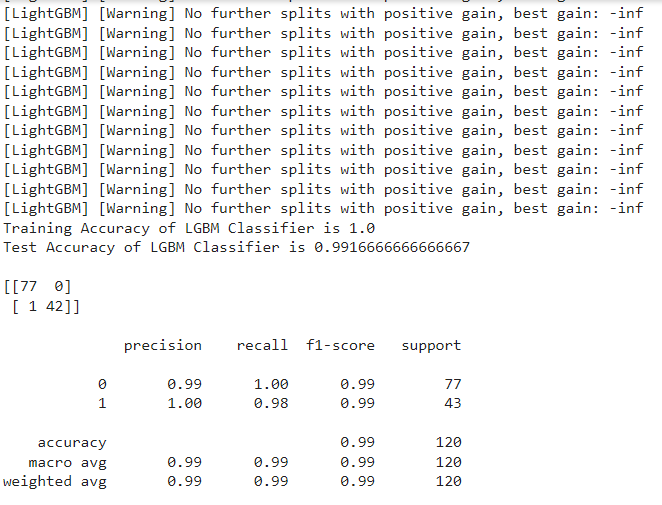 [LightGBM] [Warning] No further splits with positive gain, best gain: -inf
[LightGBM] [Warning] No further splits with positive gain, best gain: -inf
[LightGBM] [Warning] No further splits with positive gain, best gain: -inf
[LightGBM] [Warning] No further splits with positive gain, best gain: -inf
[LightGBM] [Warning] No further splits with positive gain, best gain: -inf
[LightGBM] [Warning] No further splits with positive gain, best gain: -inf
[LightGBM] [Warning] No further splits with positive gain, best gain: -inf
[LightGBM] [Warning] No further splits with positive gain, best gain: -inf
[LightGBM] [Warning] No further splits with positive gain, best gain: -inf
[LightGBM] [Warning] No further splits with positive gain, best gain: -inf
[LightGBM] [Warning] No further splits with positive gain, best gain: -inf
Training Accuracy of LGBM Classifier is 1.0
Test Accuracy of LGBM Classifier is 0.9916666666666667
[[77  0]
 [ 1 42]]
precision recall f1-score support
0 0.99 1.00 0.99 77
1 1.00 0.98 0.99 43
accuracy 0.99 120
macro avg 0.99 0.99 0.99 120
weighted avg 0.99 0.99 0.99 120